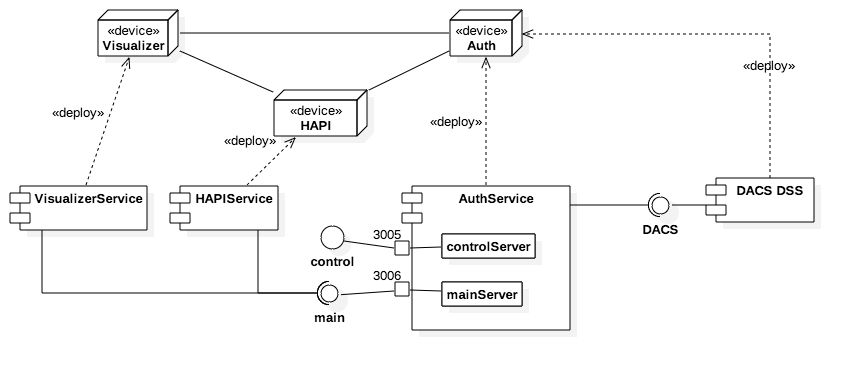 «device»
Visualizer
«device»
Auth
«device»
HAPI
«deploy»
«deploy»
«deploy»
«deploy»
VisualizerService
HAPIService
AuthService
DACS DSS
3005
controlServer
control
DACS
3006
mainServer
main